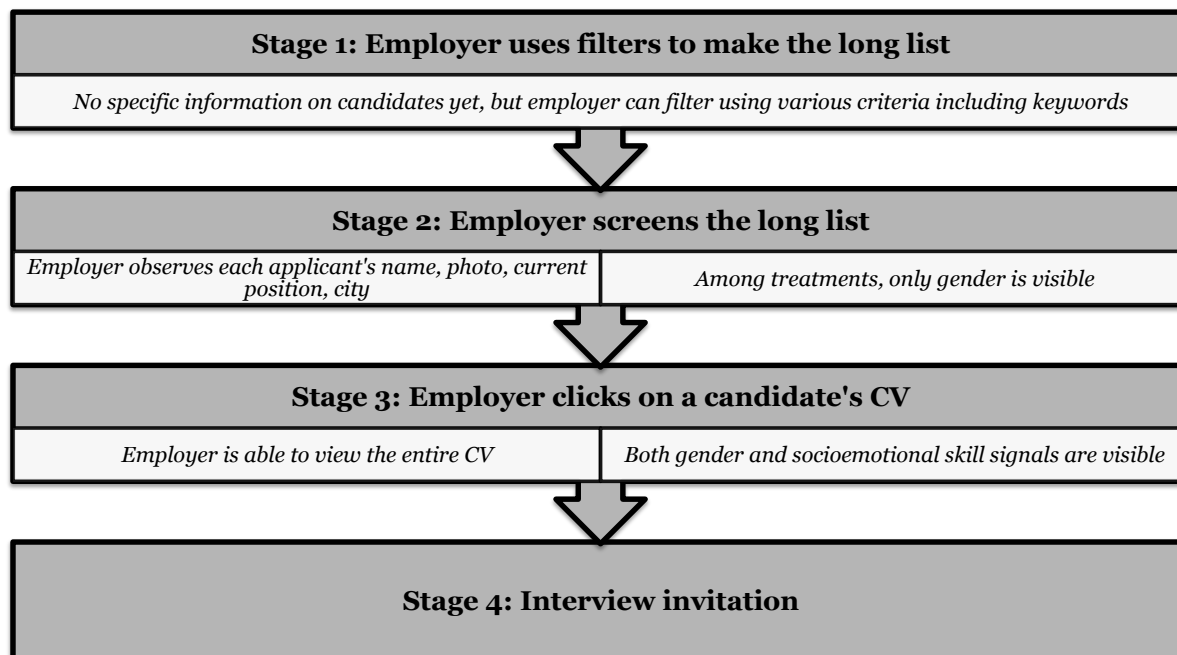 Stage 1: Employer uses filters to make the long list
No specific information on candidates yet, but employer can filter using various criteria including keywords
Stage 2: Employer screens the long list
Employer observes each applicant's name, photo, current
position, city
Among treatments, only gender is visible
Stage 3: Employer clicks on a candidate's CV
Employer is able to view the entire CV
Both gender and socioemotional skill signals are visible
Stage 4: Interview invitation